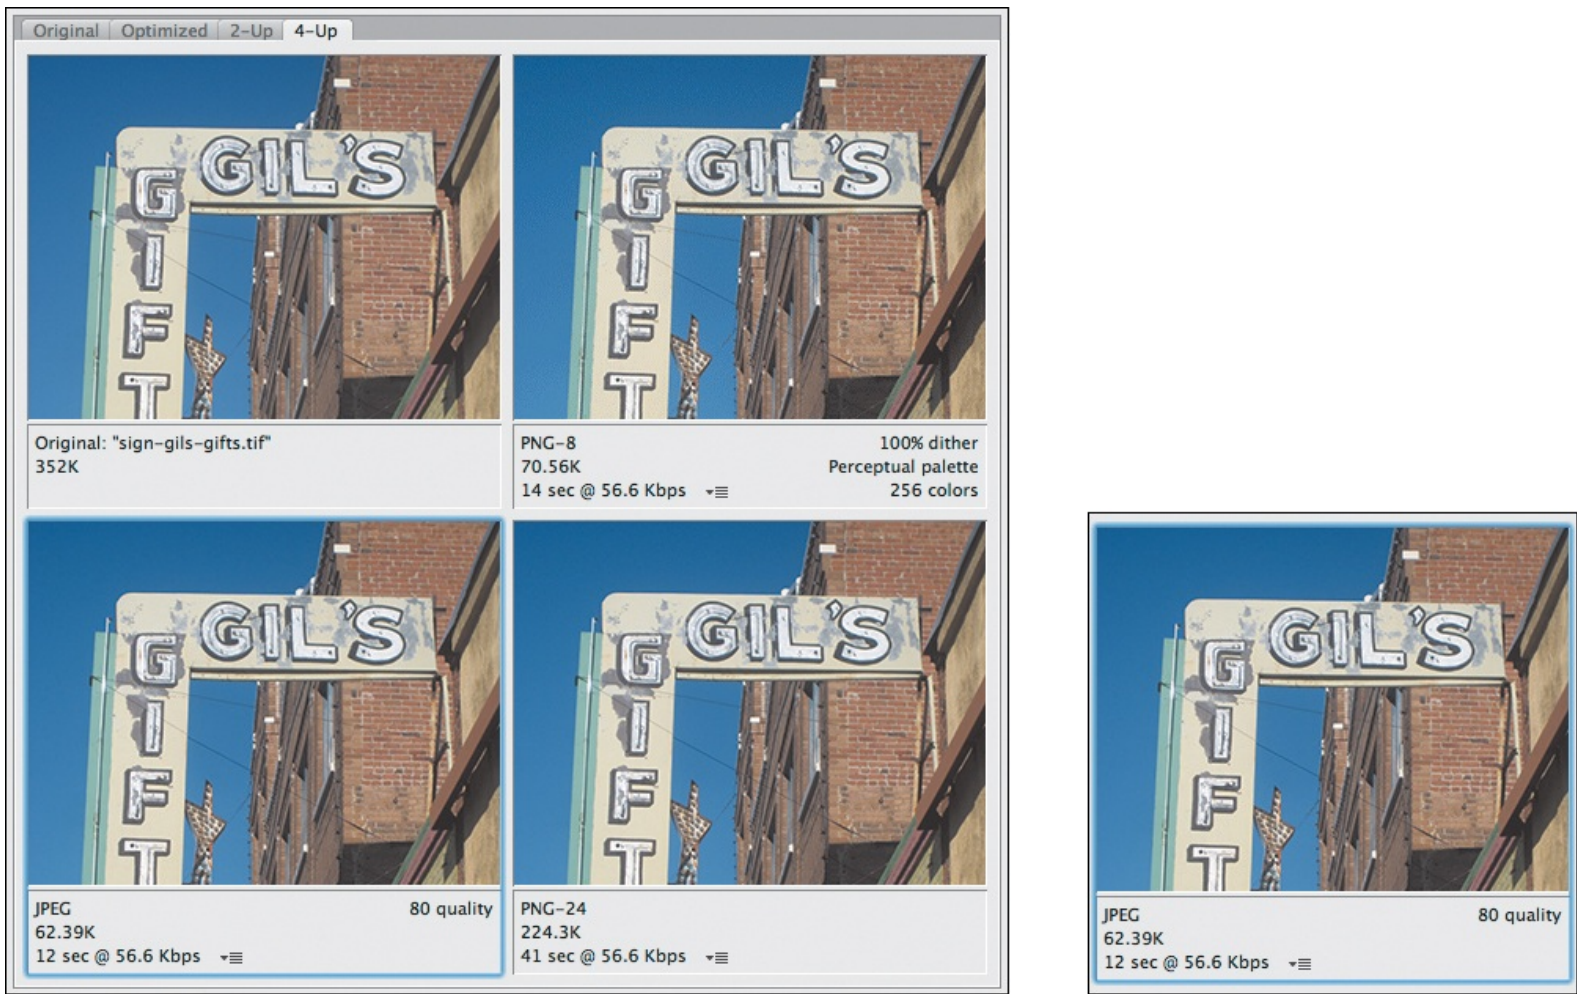 Original Optimized 2-Up 4-Up
GIL'S
GIFT
GIL'S
GIFT
Original: "sign-gils-gifts.tif"
352K
PNG-8 100% dither
70.56K Perceptual palette
14 sec @ 56.6 Kbps 256 colors
GIL'S
GIFT
GIL'S
GIFT
JPEG 80 quality
62.39K
12 sec @ 56.6 Kbps
PNG-24
224.3K
41 sec @ 56.6 Kbps
GIL'S
GIFT
JPEG 80 quality
62.39K
12 sec @ 56.6 Kbps